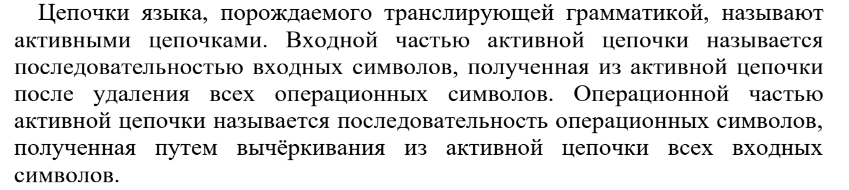 Цепочки языка, порождаемого транслирующей грамматикой, называют
активными цепочками. Входной частью активной цепочки называется
последовательностью входных символов, полученная из активной цепочки
после удаления всех операционных символов. Операционной частью
активной цепочки называется последовательность операционных символов,
полученная путем вычёркивания из активной цепочки всех входных
символов.